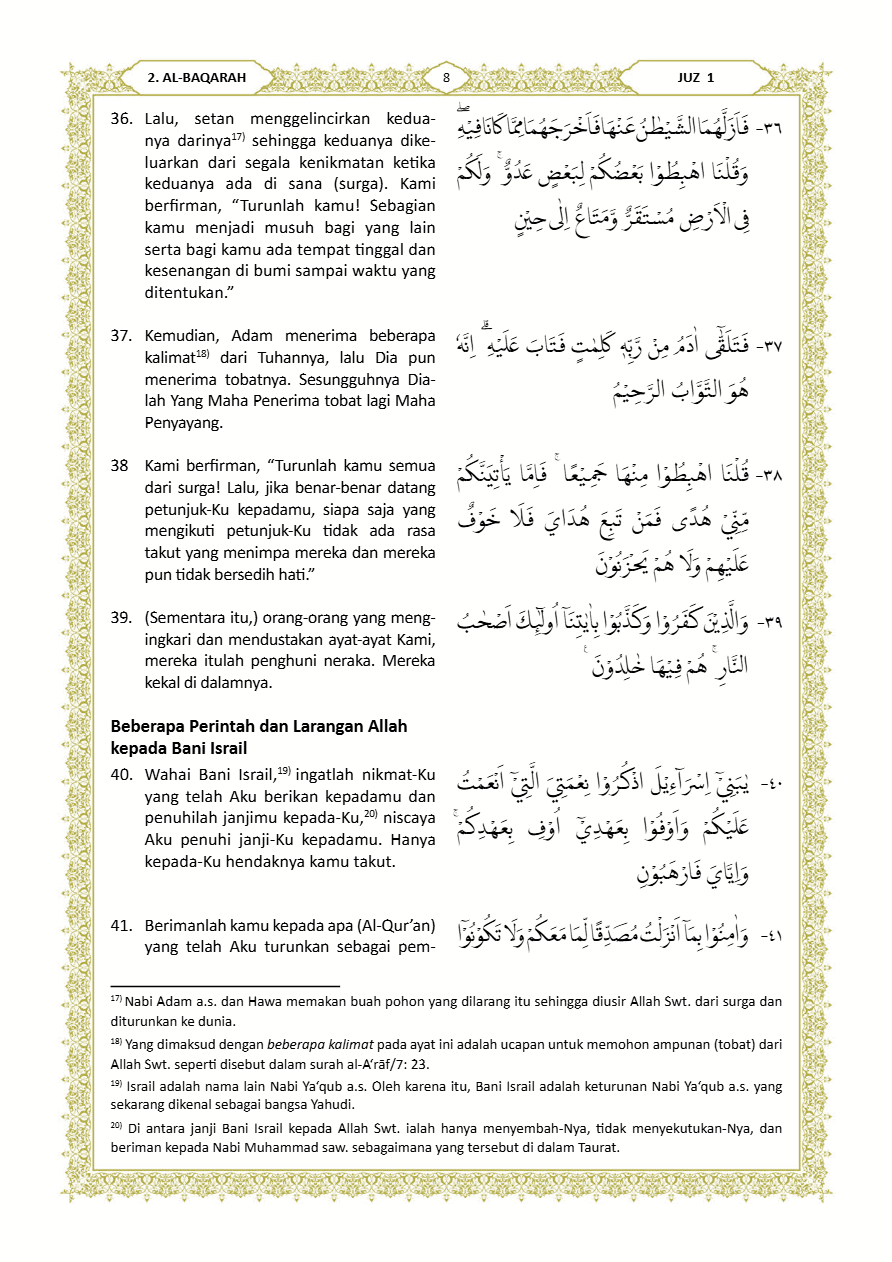 2. AL-BAQARAH
8
JUZ 1
36. Lalu, setan menggelincirkan kedua-
nya darinya17) sehingga keduanya dike-
luarkan dari segala kenikmatan ketika
keduanya ada di sana (surga). Kami
berfirman, “Turunlah kamu! Sebagian
kamu menjadi musuh bagi yang lain
serta bagi kamu ada tempat tinggal dan
kesenangan di bumi sampai waktu yang
ditentukan.”
٣٦- فَاَزَلَّهُمَا الشَّيْطٰنُ عَنْهَا فَاَخْرَجَهُمَا مِمَّا كَانَا فِيْهِ ۖ
وَقُلْنَا اهْبِطُوْا بَعْضُكُمْ لِبَعْضٍ عَدُوٌّ ۚ وَلَكُمْ
فِى الْاَرْضِ مُسْتَقَرٌّ وَّمَتَاعٌ اِلٰى حِيْنٍ
37. Kemudian, Adam menerima beberapa
kalimat18) dari Tuhannya, lalu Dia pun
menerima tobatnya. Sesungguhnya Dia-
lah Yang Maha Penerima tobat lagi Maha
Penyayang.
٣٧- فَتَلَقّٰٓى اٰدَمُ مِنْ رَّبِّهٖ كَلِمٰتٍ فَتَابَ عَلَيْهِ ۗ اِنَّهٗ
هُوَ التَّوَّابُ الرَّحِيْمُ
38 Kami berfirman, “Turunlah kamu semua
dari surga! Lalu, jika benar-benar datang
petunjuk-Ku kepadamu, siapa saja yang
mengikuti petunjuk-Ku tidak ada rasa
takut yang menimpa mereka dan mereka
pun tidak bersedih hati.”
٣٨- قُلْنَا اهْبِطُوْا مِنْهَا جَمِيْعًا ۚ فَاِمَّا يَأْتِيَنَّكُمْ
مِّنِّيْ هُدًى فَمَنْ تَبِعَ هُدَايَ فَلَا خَوْفٌ
عَلَيْهِمْ وَلَا هُمْ يَحْزَنُوْنَ
39. (Sementara itu,) orang-orang yang meng-
ingkari dan mendustakan ayat-ayat Kami,
mereka itulah penghuni neraka. Mereka
kekal di dalamnya.
٣٩- وَالَّذِيْنَ كَفَرُوْا وَكَذَّبُوْا بِاٰيٰتِنَآ اُولٰۤىِٕكَ اَصْحٰبُ
النَّارِ ۚ هُمْ فِيْهَا خٰلِدُوْنَ ۚ
Beberapa Perintah dan Larangan Allah
kepada Bani Israil
40. Wahai Bani Israil,19) ingatlah nikmat-Ku
yang telah Aku berikan kepadamu dan
penuhilah janjimu kepada-Ku,20) niscaya
Aku penuhi janji-Ku kepadamu. Hanya
kepada-Ku hendaknya kamu takut.
٤٠- يٰبَنِيْٓ اِسْرَاۤءِيْلَ اذْكُرُوْا نِعْمَتِيَ الَّتِيْٓ اَنْعَمْتُ
عَلَيْكُمْ وَاَوْفُوْا بِعَهْدِيْٓ اُوْفِ بِعَهْدِكُمْ ۚ
وَاِيَّايَ فَارْهَبُوْنِ
41. Berimanlah kamu kepada apa (Al-Qur’an)
yang telah Aku turunkan sebagai pem-
٤١- وَاٰمِنُوْا بِمَآ اَنْزَلْتُ مُصَدِّقًا لِّمَا مَعَكُمْ وَلَا تَكُوْنُوْٓا
17) Nabi Adam a.s. dan Hawa memakan buah pohon yang dilarang itu sehingga diusir Allah Swt. dari surga dan
diturunkan ke dunia.
18) Yang dimaksud dengan beberapa kalimat pada ayat ini adalah ucapan untuk memohon ampunan (tobat) dari
Allah Swt. seperti disebut dalam surah al-A‘rāf/7: 23.
19) Israil adalah nama lain Nabi Ya‘qub a.s. Oleh karena itu, Bani Israil adalah keturunan Nabi Ya‘qub a.s. yang
sekarang dikenal sebagai bangsa Yahudi.
20) Di antara janji Bani Israil kepada Allah Swt. ialah hanya menyembah-Nya, tidak menyekutukan-Nya, dan
beriman kepada Nabi Muhammad saw. sebagaimana yang tersebut di dalam Taurat.